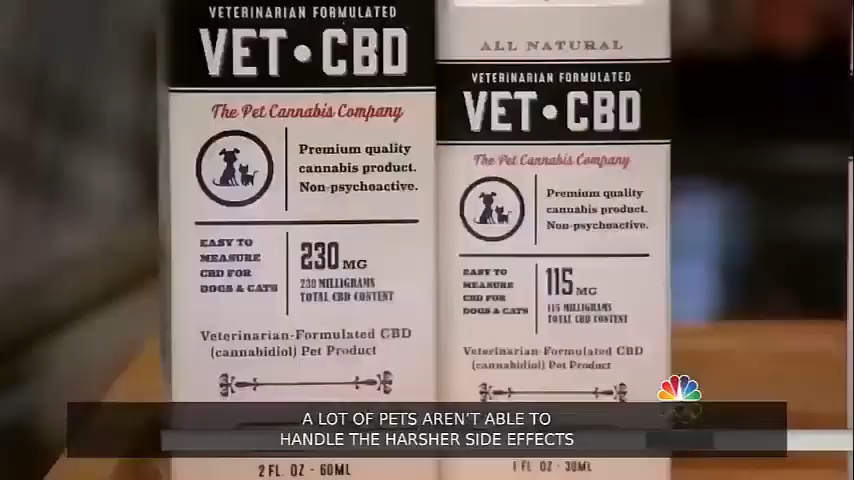 VETERINARIAN FORMULATED
VET•CBD
The Pet Cannabis Company
Premium quality
cannabis product.
Non-psychoactive.
EASY TO
MEASURE
CBD FOR
DOGS & CATS
230 MG
230 MILLIGRAMS
TOTAL CBD CONTENT
Veterinarian-Formulated CBD
(cannabidiol) Pet Product
2 FL. OZ - 60ML
ALL NATURAL
VETERINARIAN FORMULATED
VET•CBD
The Pet Cannabis Company
Premium quality
cannabis product.
Non-psychoactive.
EASY TO
MEASURE
CBD FOR
DOGS & CATS
115 MG
115 MILLIGRAMS
TOTAL CBD CONTENT
Veterinarian-Formulated CBD
(cannabidiol) Pet Product
1 FL OZ - 30ML
A LOT OF PETS AREN'T ABLE TO
HANDLE THE HARSHER SIDE EFFECTS